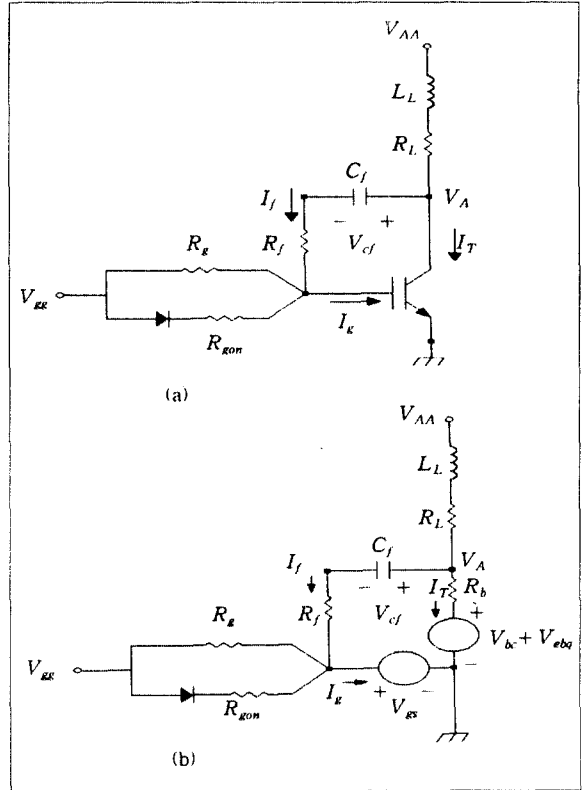 V_AA
L_L
R_L
C_f
V_A
I_f
− +
R_g
R_f
V_cf
I_T
V_gg
I_g
R_gon
(a)
V_AA
L_L
R_L
C_f
V_A
I_f
− +
I_T R_b
R_g
R_f
V_cf
+
V_bc + V_ebq
V_gg
−
I_g
+ −
R_gon
V_gs
(b)